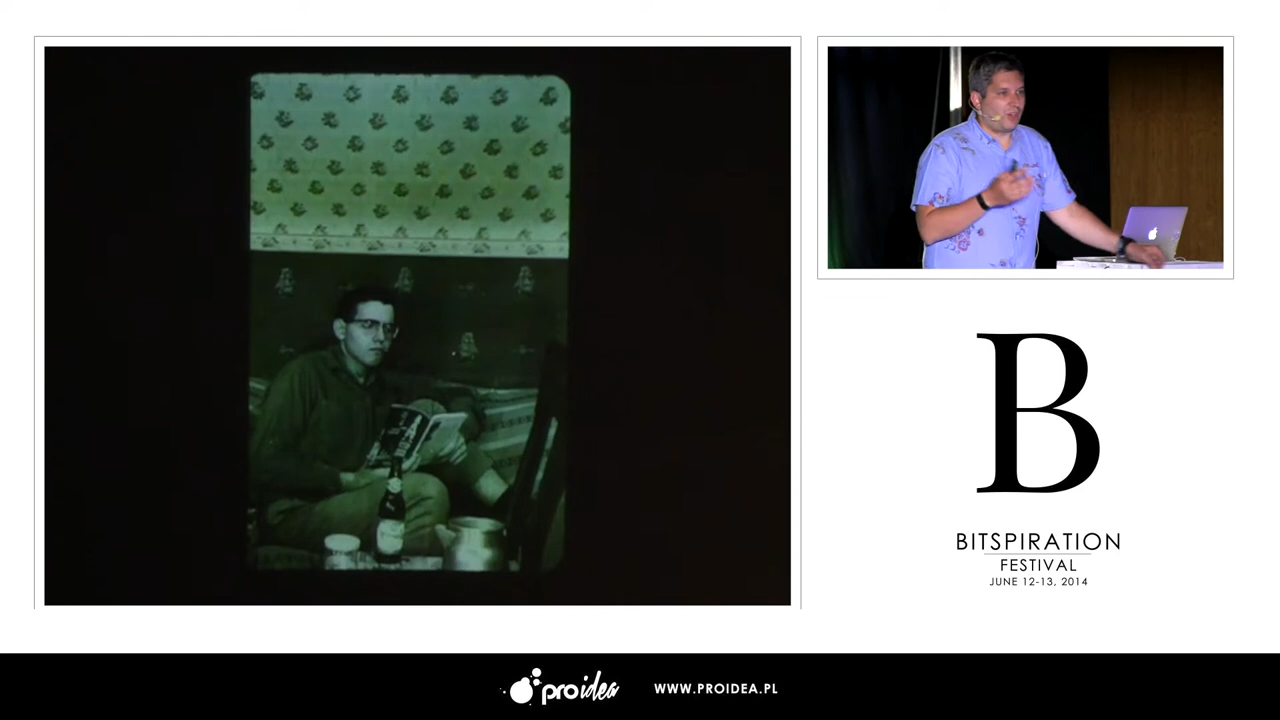 B
BITSPIRATION
FESTIVAL
JUNE 12-13, 2014
proidea
WWW.PROIDEA.PL